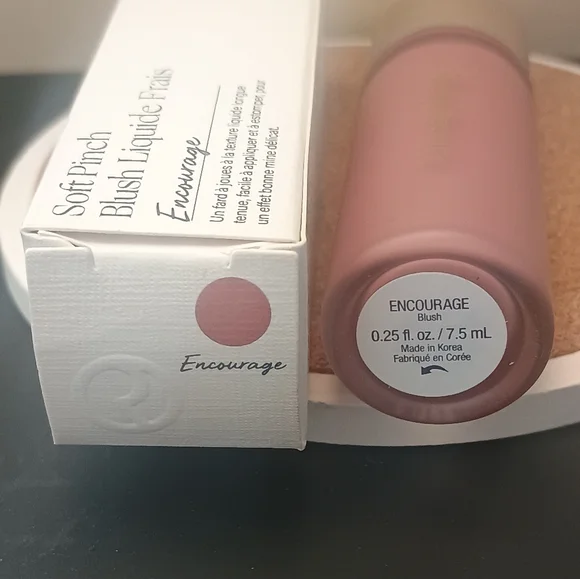 Soft Pinch
Blush Liquide Frais
Encourage
Un fard à joues à la texture liquide longue
tenue, facile à appliquer et à estomper, pour
un effet bonne mine délicat.
Encourage
ENCOURAGE
Blush
0.25 fl. oz. / 7.5 mL
Made in Korea
Fabriqué en Corée